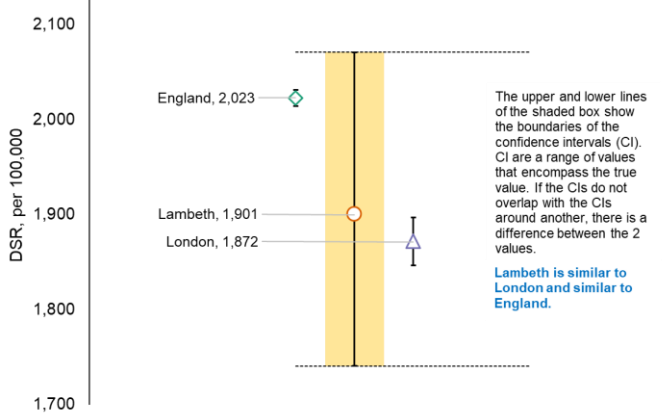 2,100
2,000
1,900
1,800
1,700
DSR, per 100,000
England, 2,023
Lambeth, 1,901
London, 1,872
The upper and lower lines
of the shaded box show
the boundaries of the
confidence intervals (CI).
CI are a range of values
that encompass the true
value. If the CIs do not
overlap with the CIs
around another, there is a
difference between the 2
values.
Lambeth is similar to
London and similar to
England.